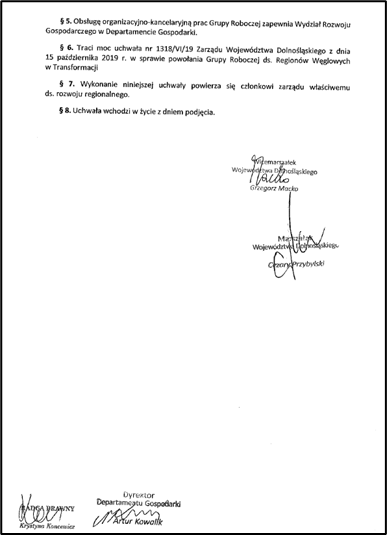 § 5. Obsługę organizacyjno-kancelaryjną prac Grupy Roboczej zapewnia Wydział Rozwoju
Gospodarczego w Departamencie Gospodarki.
§ 6. Traci moc uchwała nr 1318/VI/19 Zarządu Województwa Dolnośląskiego z dnia
15 października 2019 r. w sprawie powołania Grupy Roboczej ds. Regionów Węglowych
w Transformacji
§ 7. Wykonanie niniejszej uchwały powierza się członkowi zarządu właściwemu
ds. rozwoju regionalnego.
§ 8. Uchwała wchodzi w życie z dniem podjęcia.
Wicemarszałek
Województwa Dolnośląskiego
Grzegorz Macko
Marszałek
Województwa Dolnośląskiego
Cezary Przybylski
RADCA PRAWNY
Dyrektor
Departamentu Gospodarki
Artur Kowalik